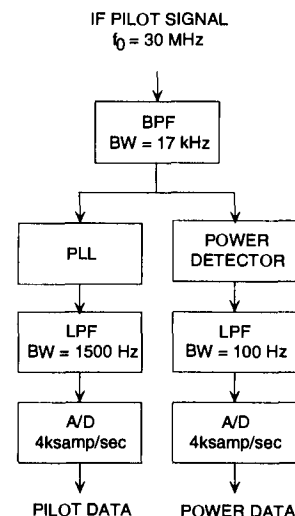 IF PILOT SIGNAL
f0 = 30 MHz
BPF
BW = 17 kHz
PLL
POWER
DETECTOR
LPF
BW = 1500 Hz
LPF
BW = 100 Hz
A/D
4ksamp/sec
A/D
4ksamp/sec
PILOT DATA
POWER DATA